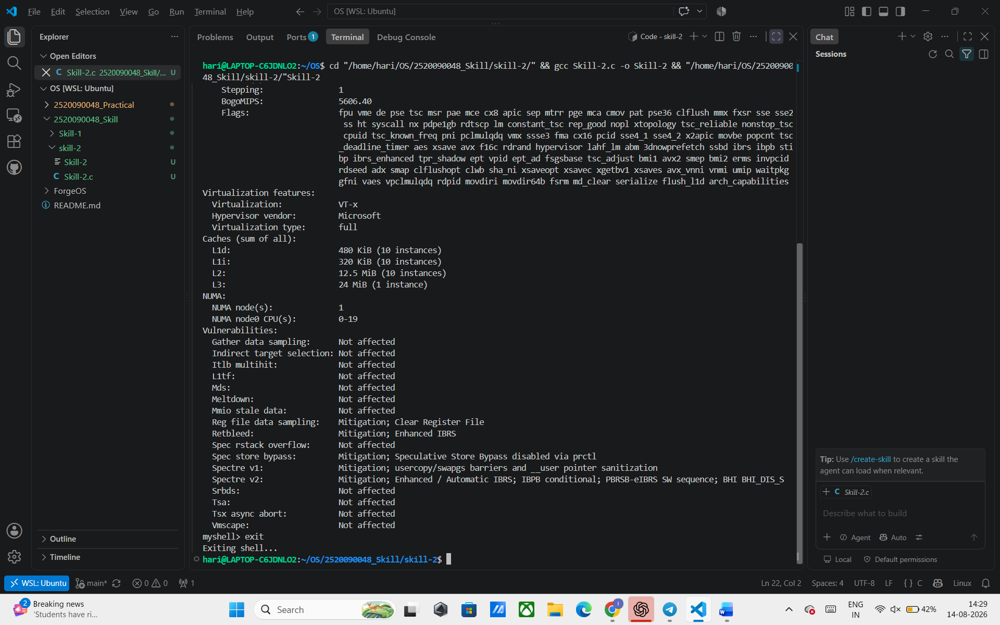 File Edit Selection View Go Run Terminal Help
OS [WSL: Ubuntu]
Explorer
Open Editors
C Skill-2.c 2520090048_Skill/... U
OS [WSL: Ubuntu]
2520090048_Practical
2520090048_Skill
Skill-1
skill-2
Skill-2 U
C Skill-2.c U
ForgeOS
README.md
Outline
Timeline
Problems Output Ports 1 Terminal Debug Console
Code - skill-2
hari@LAPTOP-C6JDNLO2:~/OS$ cd "/home/hari/OS/2520090048_Skill/skill-2/" && gcc Skill-2.c -o Skill-2 && "/home/hari/OS/25200900
48_Skill/skill-2/"Skill-2
Stepping: 1
BogoMIPS: 5606.40
Flags: fpu vme de pse tsc msr pae mce cx8 apic sep mtrr pge mca cmov pat pse36 clflush mmx fxsr sse sse2
ss ht syscall nx pdpe1gb rdtscp lm constant_tsc rep_good nopl xtopology tsc_reliable nonstop_tsc
cpuid tsc_known_freq pni pclmulqdq vmx ssse3 fma cx16 pcid sse4_1 sse4_2 x2apic movbe popcnt tsc
_deadline_timer aes xsave avx f16c rdrand hypervisor lahf_lm abm 3dnowprefetch ssbd ibrs ibpb sti
bp ibrs_enhanced tpr_shadow ept vpid ept_ad fsgsbase tsc_adjust bmi1 avx2 smep bmi2 erms invpcid
rdseed adx smap clflushopt clwb sha_ni xsaveopt xsavec xgetbv1 xsaves avx_vnni vnmi umip waitpkg
gfni vaes vpclmulqdq rdpid movdiri movdir64b fsrm md_clear serialize flush_l1d arch_capabilities
Virtualization features:
Virtualization: VT-x
Hypervisor vendor: Microsoft
Virtualization type: full
Caches (sum of all):
L1d: 480 KiB (10 instances)
L1i: 320 KiB (10 instances)
L2: 12.5 MiB (10 instances)
L3: 24 MiB (1 instance)
NUMA:
NUMA node(s): 1
NUMA node0 CPU(s): 0-19
Vulnerabilities:
Gather data sampling: Not affected
Indirect target selection: Not affected
Itlb multihit: Not affected
L1tf: Not affected
Mds: Not affected
Meltdown: Not affected
Mmio stale data: Not affected
Reg file data sampling: Mitigation; Clear Register File
Retbleed: Mitigation; Enhanced IBRS
Spec rstack overflow: Not affected
Spec store bypass: Mitigation; Speculative Store Bypass disabled via prctl
Spectre v1: Mitigation; usercopy/swapgs barriers and __user pointer sanitization
Spectre v2: Mitigation; Enhanced / Automatic IBRS; IBPB conditional; PBRSB-eIBRS SW sequence; BHI BHI_DIS_S
Srbds: Not affected
Tsa: Not affected
Tsx async abort: Not affected
Vmscape: Not affected
myshell> exit
Exiting shell...
hari@LAPTOP-C6JDNLO2:~/OS/2520090048_Skill/skill-2$
Chat
Sessions
Tip: Use /create-skill to create a skill the
agent can load when relevant.
C Skill-2.c
Describe what to build
Agent Auto
Local Default permissions
WSL: Ubuntu main* 0 0 1
Ln 22, Col 2 Spaces: 4 UTF-8 LF { } C Linux
2 Breaking news
'Students have ri...
Search
ENG
IN
42%
14:29
14-08-2026